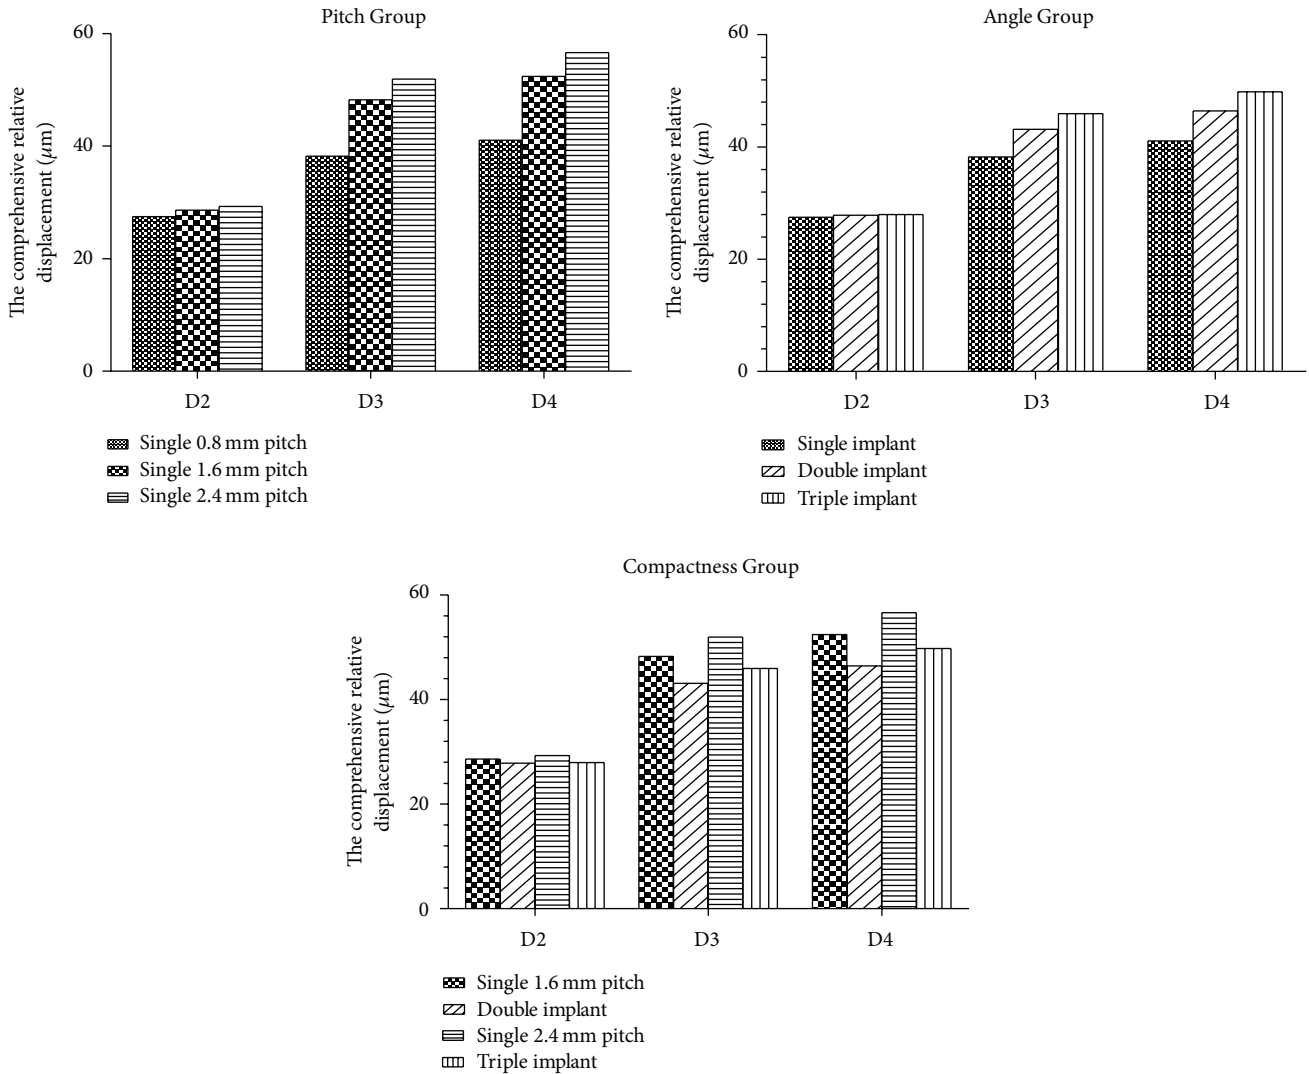 Pitch Group
The comprehensive relative
displacement (μm)
60
40
20
0
D2
D3
D4
Single 0.8 mm pitch
Single 1.6 mm pitch
Single 2.4 mm pitch
Angle Group
The comprehensive relative
displacement (μm)
60
40
20
0
D2
D3
D4
Single implant
Double implant
Triple implant
Compactness Group
The comprehensive relative
displacement (μm)
60
40
20
0
D2
D3
D4
Single 1.6 mm pitch
Double implant
Single 2.4 mm pitch
Triple implant